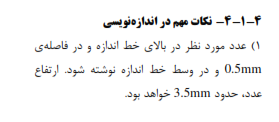 ۴-۱-۴- نکات مهم در اندازه‌نویسی
۱) عدد مورد نظر در بالای خط اندازه و در فاصله‌ی
0.5mm و در وسط خط اندازه نوشته شود. ارتفاع
عدد، حدود 3.5mm خواهد بود.